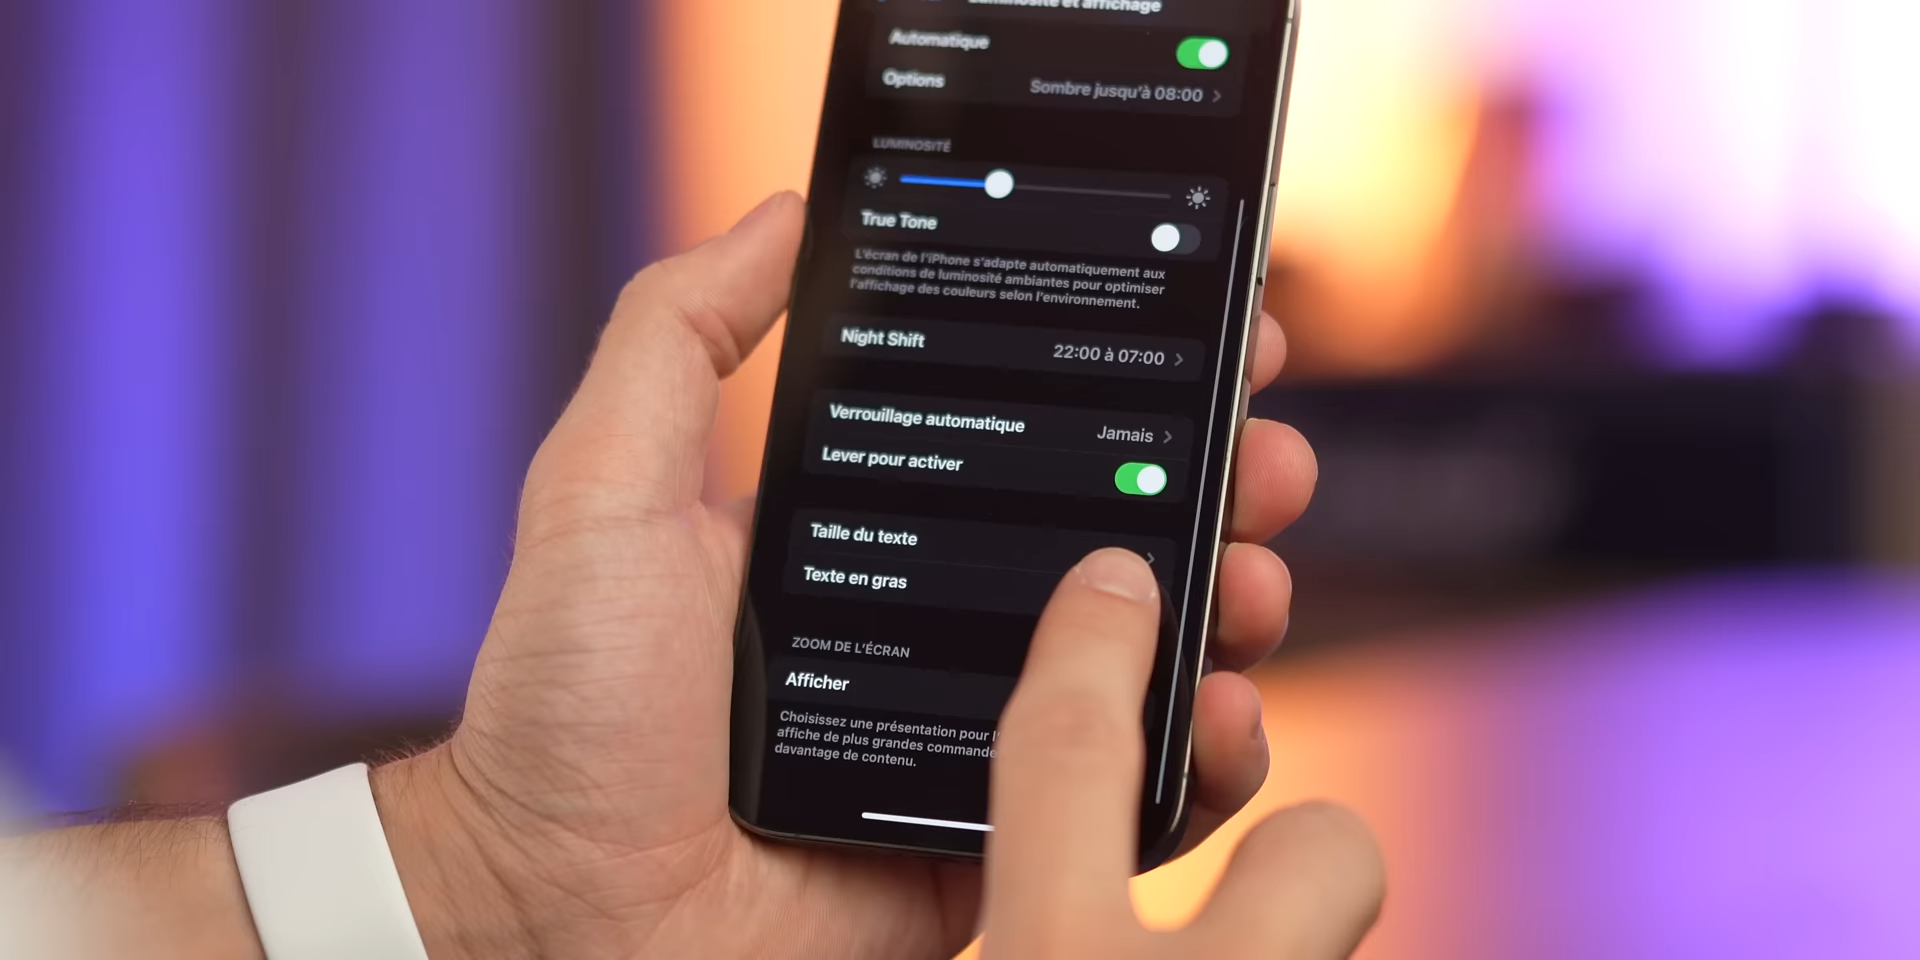 Luminosité et affichage
Automatique
Options Sombre jusqu'à 08:00
LUMINOSITÉ
True Tone
L'écran de l'iPhone s'adapte automatiquement aux
conditions de luminosité ambiantes pour optimiser
l'affichage des couleurs selon l'environnement.
Night Shift 22:00 à 07:00
Verrouillage automatique Jamais
Lever pour activer
Taille du texte
Texte en gras
ZOOM DE L'ÉCRAN
Afficher
Choisissez une présentation pour
affiche de plus grandes commande
davantage de contenu.